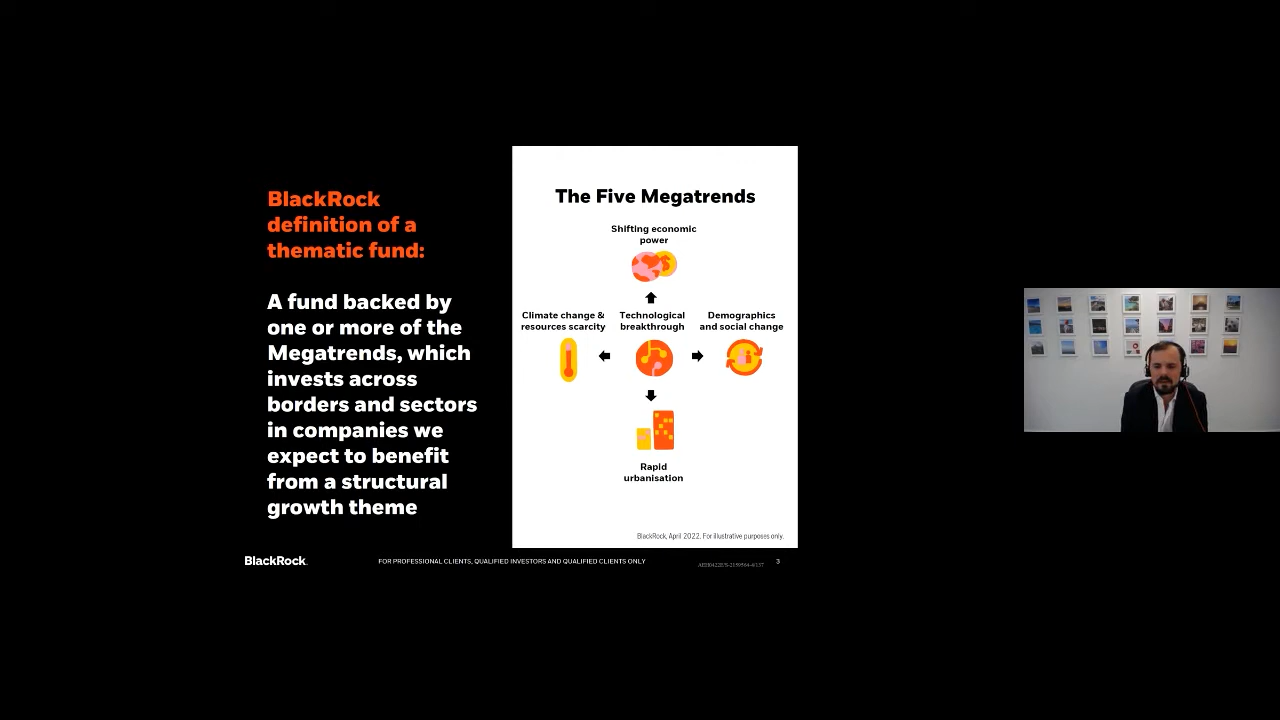 BlackRock
definition of a
thematic fund:
A fund backed by
one or more of the
Megatrends, which
invests across
borders and sectors
in companies we
expect to benefit
from a structural
growth theme
The Five Megatrends
Shifting economic
power
Climate change &
resources scarcity
Technological
breakthrough
Demographics
and social change
Rapid
urbanisation
BlackRock, April 2022. For illustrative purposes only.
BlackRock.
FOR PROFESSIONAL CLIENTS, QUALIFIED INVESTORS AND QUALIFIED CLIENTS ONLY
3